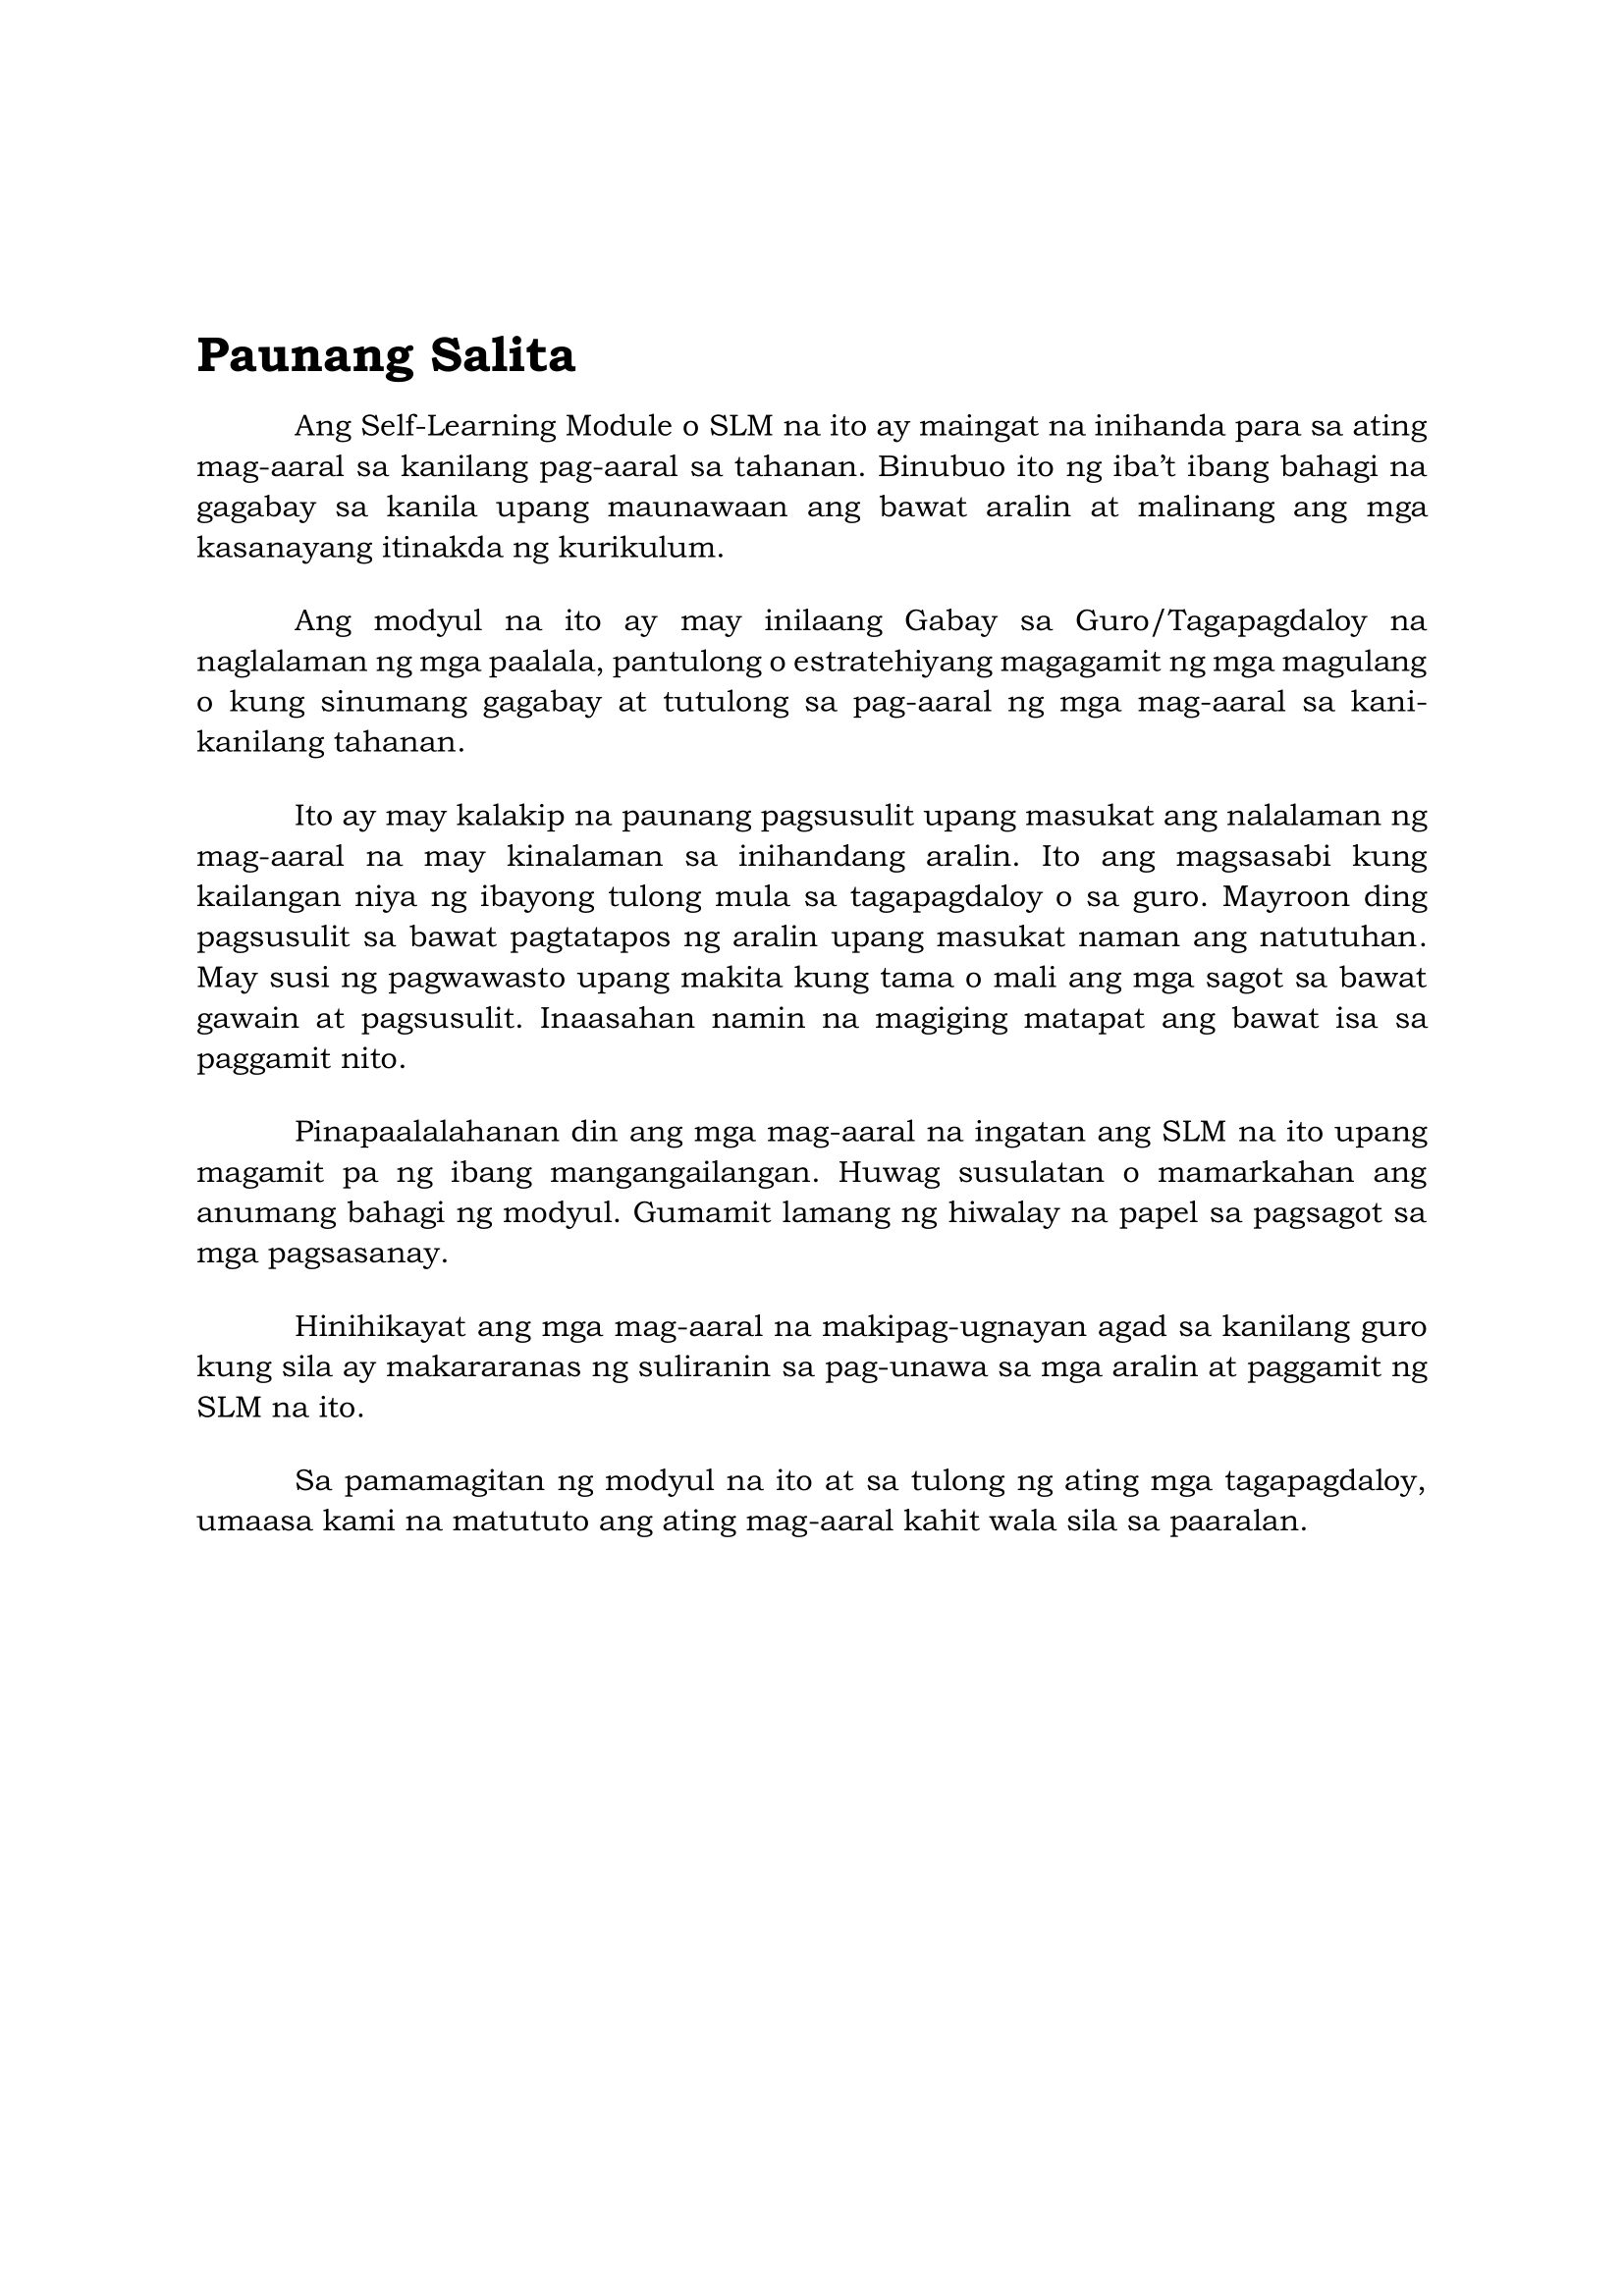 Paunang Salita
Ang Self-Learning Module o SLM na ito ay maingat na inihanda para sa ating
mag-aaral sa kanilang pag-aaral sa tahanan. Binubuo ito ng iba’t ibang bahagi na
gagabay sa kanila upang maunawaan ang bawat aralin at malinang ang mga
kasanayang itinakda ng kurikulum.
Ang modyul na ito ay may inilaang Gabay sa Guro/Tagapagdaloy na
naglalaman ng mga paalala, pantulong o estratehiyang magagamit ng mga magulang
o kung sinumang gagabay at tutulong sa pag-aaral ng mga mag-aaral sa kani-
kanilang tahanan.
Ito ay may kalakip na paunang pagsusulit upang masukat ang nalalaman ng
mag-aaral na may kinalaman sa inihandang aralin. Ito ang magsasabi kung
kailangan niya ng ibayong tulong mula sa tagapagdaloy o sa guro. Mayroon ding
pagsusulit sa bawat pagtatapos ng aralin upang masukat naman ang natutuhan.
May susi ng pagwawasto upang makita kung tama o mali ang mga sagot sa bawat
gawain at pagsusulit. Inaasahan namin na magiging matapat ang bawat isa sa
paggamit nito.
Pinapaalalahanan din ang mga mag-aaral na ingatan ang SLM na ito upang
magamit pa ng ibang mangangailangan. Huwag susulatan o mamarkahan ang
anumang bahagi ng modyul. Gumamit lamang ng hiwalay na papel sa pagsagot sa
mga pagsasanay.
Hinihikayat ang mga mag-aaral na makipag-ugnayan agad sa kanilang guro
kung sila ay makararanas ng suliranin sa pag-unawa sa mga aralin at paggamit ng
SLM na ito.
Sa pamamagitan ng modyul na ito at sa tulong ng ating mga tagapagdaloy,
umaasa kami na matututo ang ating mag-aaral kahit wala sila sa paaralan.